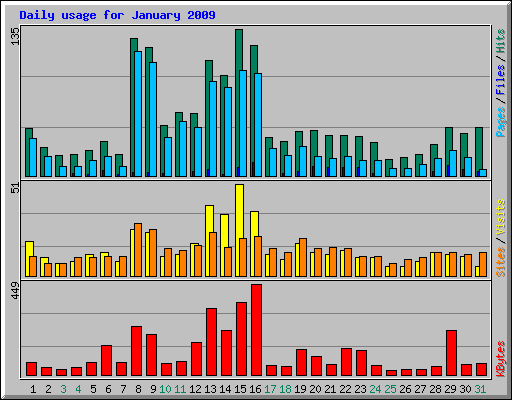 Daily usage for January 2009
135
Pages / Files / Hits
51
Sites / Visits
449
KBytes
1 2 3 4 5 6 7 8 9 10 11 12 13 14 15 16 17 18 19 20 21 22 23 24 25 26 27 28 29 30 31